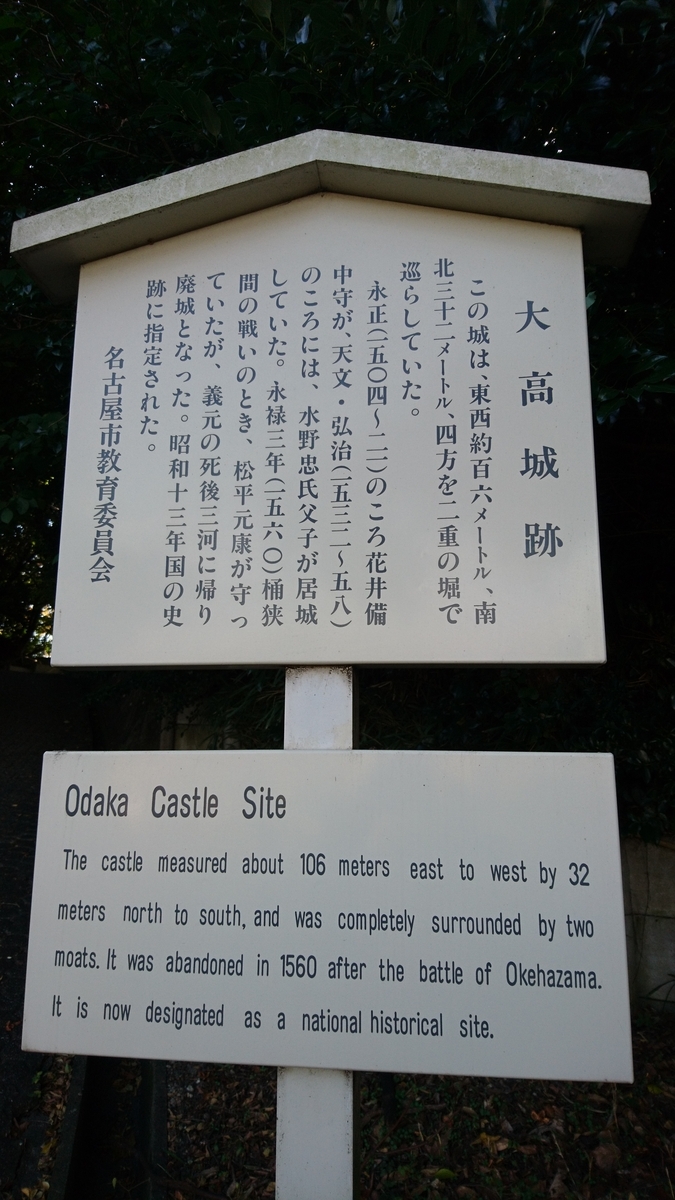 大高城跡
この城は、東西約百六メートル、南
北三十二メートル、四方を二重の堀で
巡らしていた。
永正(一五〇四〜二一)のころ花井備
中守が、天文・弘治(一五三二〜五八)
のころには、水野忠氏父子が居城
していた。永禄三年(一五六〇)桶狭
間の戦いのとき、松平元康が守っ
ていたが、義元の死後三河に帰り
廃城となった。昭和十三年国の史
跡に指定された。
名古屋市教育委員会
Odaka Castle Site
The castle measured about 106 meters east to west by 32
meters north to south, and was completely surrounded by two
moats. It was abandoned in 1560 after the battle of Okehazama.
It is now designated as a national historical site.